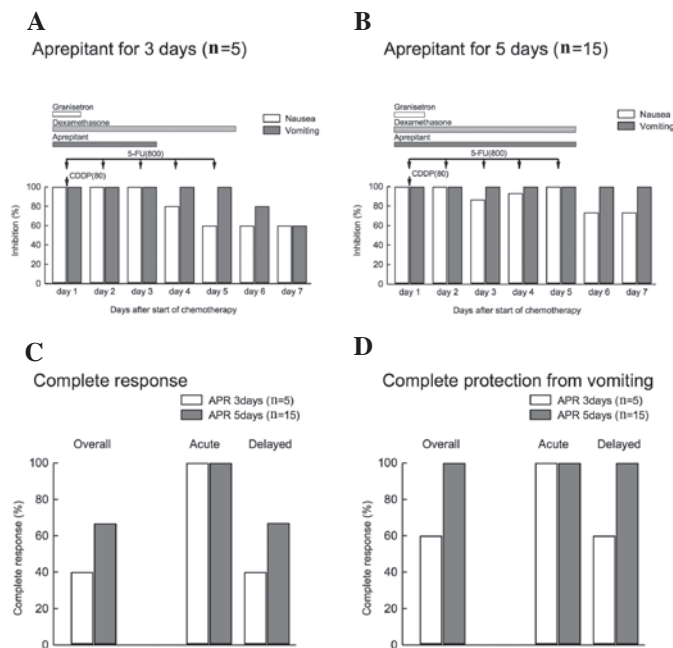 A
Aprepitant for 3 days (n=5)
Granisetron
Dexamethasone
Aprepitant
Nausea
Vomiting
5-FU(800)
CDDP(80)
Inhibition (%)
100
80
60
40
20
0
day 1 day 2 day 3 day 4 day 5 day 6 day 7
Days after start of chemotherapy
B
Aprepitant for 5 days (n=15)
Granisetron
Dexamethasone
Aprepitant
Nausea
Vomiting
5-FU(800)
CDDP(80)
Inhibition (%)
100
80
60
40
20
0
day 1 day 2 day 3 day 4 day 5 day 6 day 7
Days after start of chemotherapy
C
Complete response
APR 3days (n=5)
APR 5days (n=15)
Overall Acute Delayed
Complete response (%)
100
80
60
40
20
0
D
Complete protection from vomiting
APR 3days (n=5)
APR 5days (n=15)
Overall Acute Delayed
Complete response (%)
100
80
60
40
20
0